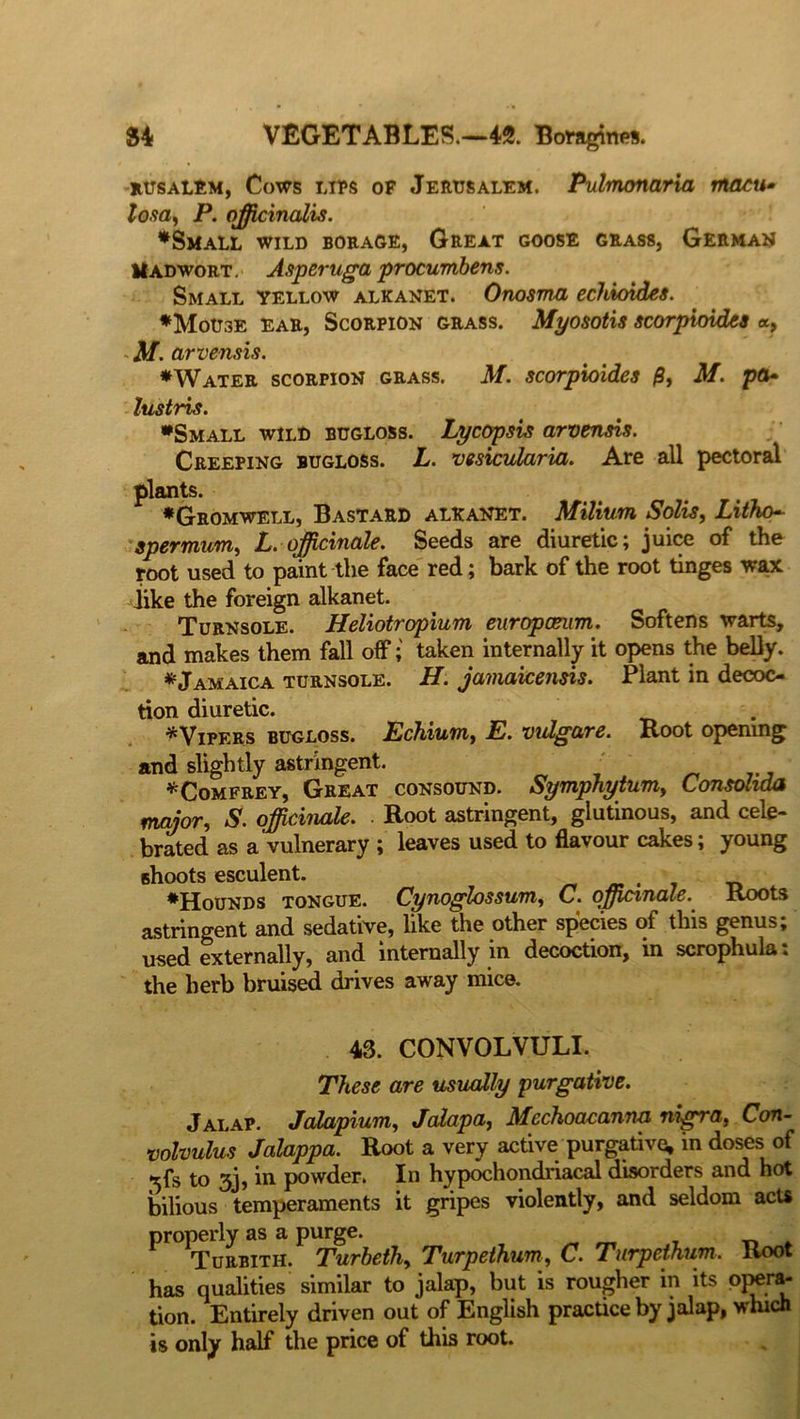 34 VEGETABLES.—42. Boragines.
RUSALEM, COWS LIPS OF JERUSALEM. Pulmonaria macu-
losa, P. officinalis.
*SMALL WILD BORAGE, GREAT GOOSE GRASS, GERMAN
MADWORT. Asperuga procumbens.
SMALL YELLOW ALKANET. Onosma echioides.
*MOUSE EAR, SCORPION GRASS. Myosotis scorpioides α,
M. arvensis.
*WATER SCORPION GRASS. M. scorpioides β, M. pa-
lustris.
*SMALL WILD BUGLOSS. Lycopsis arvensis.
CREEPING BUGLOSS. L. vesicularia. Are all pectoral
plants.
*GROMWELL, BASTARD ALKANET. Milium Solis, Litho-
spermum, L. officinale. Seeds are diuretic; juice of the
root used to paint the face red; bark of the root tinges wax
like the foreign alkanet.
TURNSOLE. Heliotropium europœum. Softens warts,
and makes them fall off; taken internally it opens the belly.
*JAMAICA TURNSOLE. H. jamaicensis. Plant in decoc-
tion diuretic.
*VIPERS BUGLOSS. Echium, E. vulgare. Root opening
and slightly astringent.
*COMFREY, GREAT CONSOUND. Symphytum, Consolida
major, S. officinale. Root astringent, glutinous, and cele-
brated as a vulnerary; leaves used to flavour cakes; young
shoots esculent.
*HOUNDS TONGUE. Cynoglossum, C. officinale. Roots
astringent and sedative, like the other species of this genus;
used externally, and internally in decoction, in scrophula:
the herb bruised drives away mice.
43. CONVOLVULI.
These are usually purgative.
JALAP. Jalapium, Jalapa, Mechoacanna nigra, Con-
volvulus Jalappa. Root a very active purgative, in doses of
ʒfs to ʒj, in powder. In hypochondriacal disorders and hot
bilious temperaments it gripes violently, and seldom acts
properly as a purge.
TURBITH. Turbeth, Turpethum, C. Turpethum. Root
has qualities similar to jalap, but is rougher in its opera-
tion. Entirely driven out of English practice by jalap, which
is only half the price of this root.